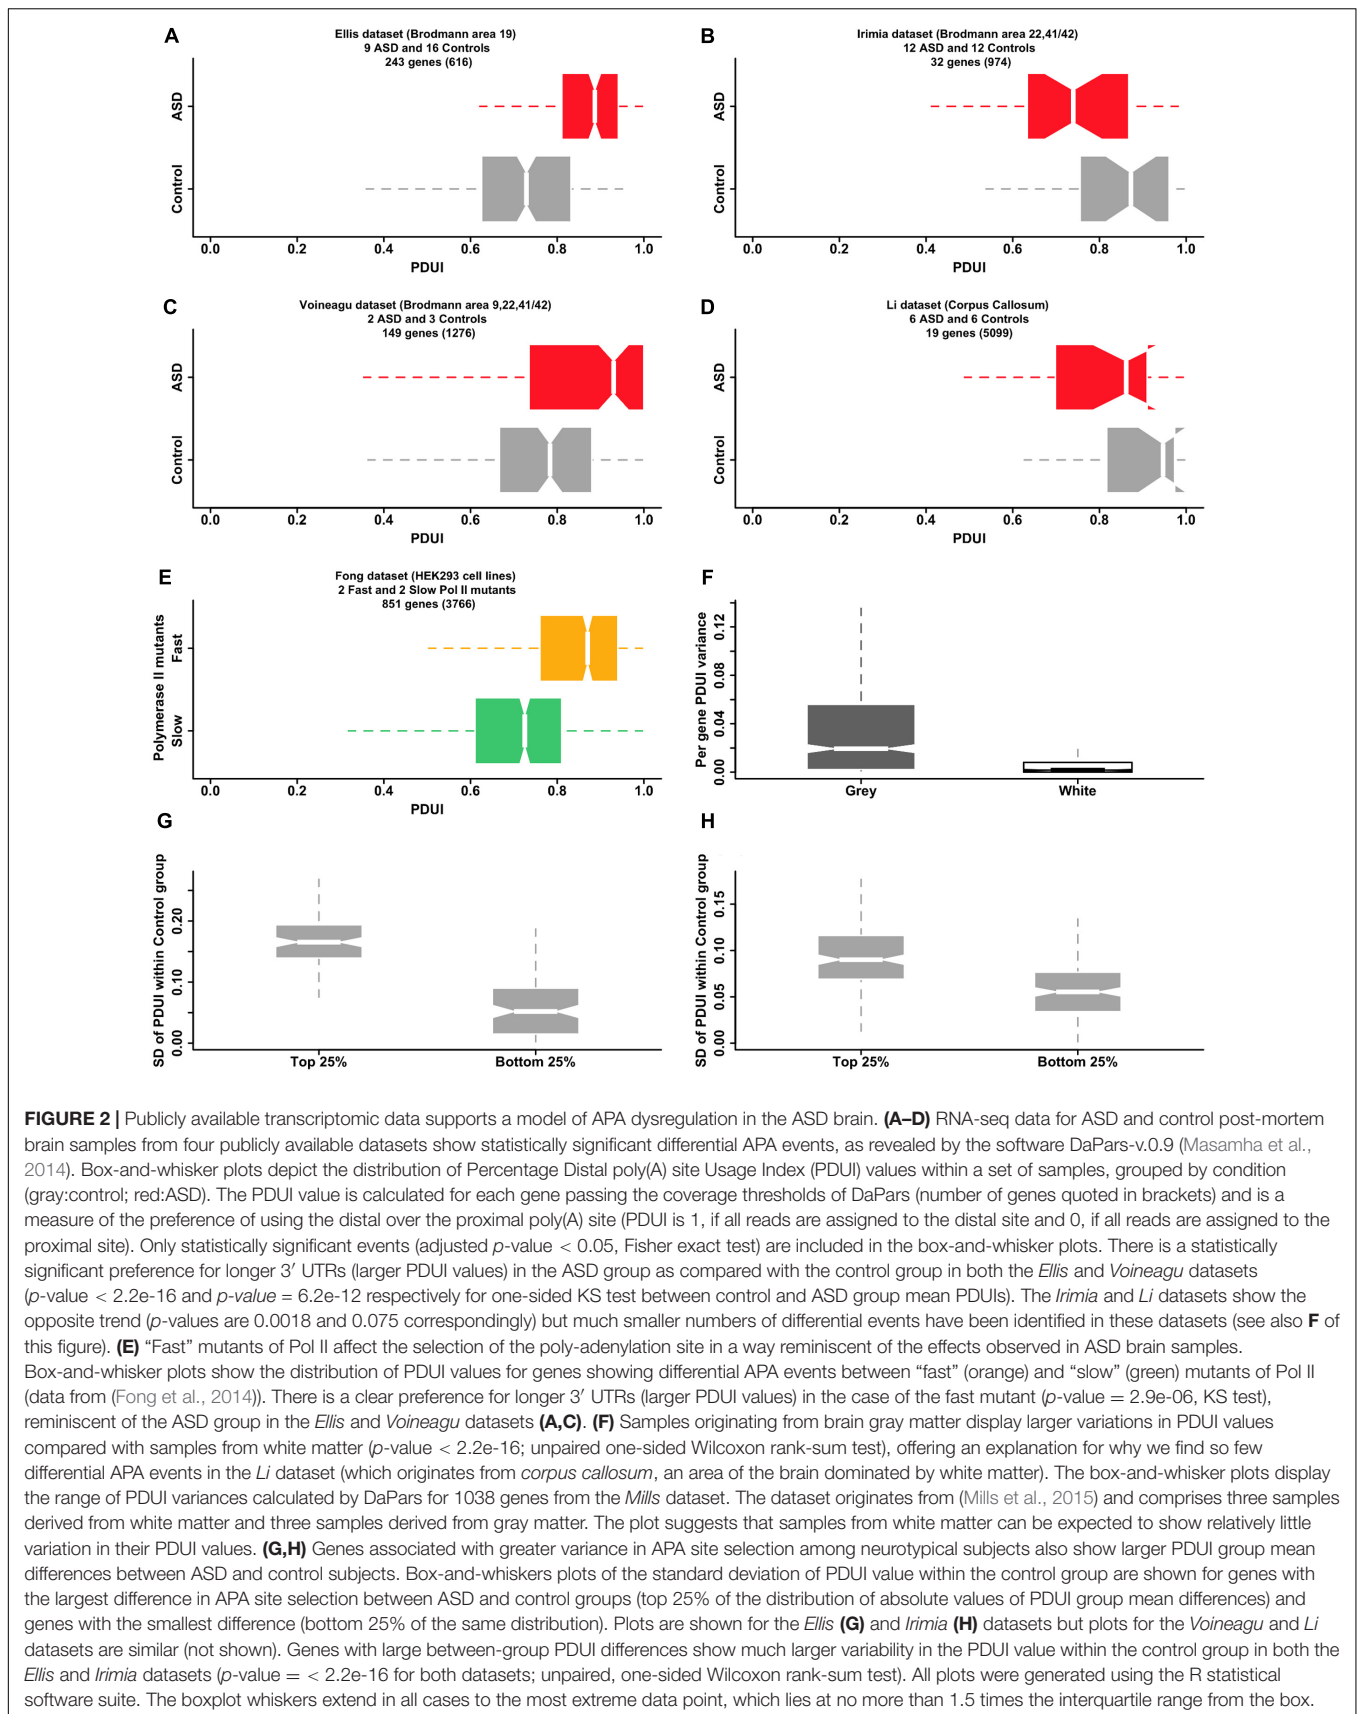 A
Ellis dataset (Brodmann area 19)
9 ASD and 16 Controls
243 genes (616)
ASD
Control
0.0 0.2 0.4 0.6 0.8 1.0
PDUI
B
Irimia dataset (Brodmann area 22,41/42)
12 ASD and 12 Controls
32 genes (974)
ASD
Control
0.0 0.2 0.4 0.6 0.8 1.0
PDUI
C
Voineagu dataset (Brodmann area 9,22,41/42)
2 ASD and 3 Controls
149 genes (1276)
ASD
Control
0.0 0.2 0.4 0.6 0.8 1.0
PDUI
D
Li dataset (Corpus Callosum)
6 ASD and 6 Controls
19 genes (5099)
ASD
Control
0.0 0.2 0.4 0.6 0.8 1.0
PDUI
E
Fong dataset (HEK293 cell lines)
2 Fast and 2 Slow Pol II mutants
851 genes (3766)
Polymerase II mutants
Fast
Slow
0.0 0.2 0.4 0.6 0.8 1.0
PDUI
F
Per gene PDUI variance
0.12
0.08
0.04
0.00
Grey White
G
SD of PDUI within Control group
0.20
0.10
0.00
Top 25% Bottom 25%
H
SD of PDUI within Control group
0.15
0.10
0.05
0.00
Top 25% Bottom 25%
FIGURE 2 | Publicly available transcriptomic data supports a model of APA dysregulation in the ASD brain. (A–D) RNA-seq data for ASD and control post-mortem
brain samples from four publicly available datasets show statistically significant differential APA events, as revealed by the software DaPars-v.0.9 (Masamha et al.,
2014). Box-and-whisker plots depict the distribution of Percentage Distal poly(A) site Usage Index (PDUI) values within a set of samples, grouped by condition
(gray:control; red:ASD). The PDUI value is calculated for each gene passing the coverage thresholds of DaPars (number of genes quoted in brackets) and is a
measure of the preference of using the distal over the proximal poly(A) site (PDUI is 1, if all reads are assigned to the distal site and 0, if all reads are assigned to the
proximal site). Only statistically significant events (adjusted p-value < 0.05, Fisher exact test) are included in the box-and-whisker plots. There is a statistically
significant preference for longer 3′ UTRs (larger PDUI values) in the ASD group as compared with the control group in both the Ellis and Voineagu datasets
(p-value < 2.2e-16 and p-value = 6.2e-12 respectively for one-sided KS test between control and ASD group mean PDUIs). The Irimia and Li datasets show the
opposite trend (p-values are 0.0018 and 0.075 correspondingly) but much smaller numbers of differential events have been identified in these datasets (see also F of
this figure). (E) “Fast” mutants of Pol II affect the selection of the poly-adenylation site in a way reminiscent of the effects observed in ASD brain samples.
Box-and-whisker plots show the distribution of PDUI values for genes showing differential APA events between “fast” (orange) and “slow” (green) mutants of Pol II
(data from (Fong et al., 2014)). There is a clear preference for longer 3′ UTRs (larger PDUI values) in the case of the fast mutant (p-value = 2.9e-06, KS test),
reminiscent of the ASD group in the Ellis and Voineagu datasets (A,C). (F) Samples originating from brain gray matter display larger variations in PDUI values
compared with samples from white matter (p-value < 2.2e-16; unpaired one-sided Wilcoxon rank-sum test), offering an explanation for why we find so few
differential APA events in the Li dataset (which originates from corpus callosum, an area of the brain dominated by white matter). The box-and-whisker plots display
the range of PDUI variances calculated by DaPars for 1038 genes from the Mills dataset. The dataset originates from (Mills et al., 2015) and comprises three samples
derived from white matter and three samples derived from gray matter. The plot suggests that samples from white matter can be expected to show relatively little
variation in their PDUI values. (G,H) Genes associated with greater variance in APA site selection among neurotypical subjects also show larger PDUI group mean
differences between ASD and control subjects. Box-and-whiskers plots of the standard deviation of PDUI value within the control group are shown for genes with
the largest difference in APA site selection between ASD and control groups (top 25% of the distribution of absolute values of PDUI group mean differences) and
genes with the smallest difference (bottom 25% of the same distribution). Plots are shown for the Ellis (G) and Irimia (H) datasets but plots for the Voineagu and Li
datasets are similar (not shown). Genes with large between-group PDUI differences show much larger variability in the PDUI value within the control group in both the
Ellis and Irimia datasets (p-value = < 2.2e-16 for both datasets; unpaired, one-sided Wilcoxon rank-sum test). All plots were generated using the R statistical
software suite. The boxplot whiskers extend in all cases to the most extreme data point, which lies at no more than 1.5 times the interquartile range from the box.